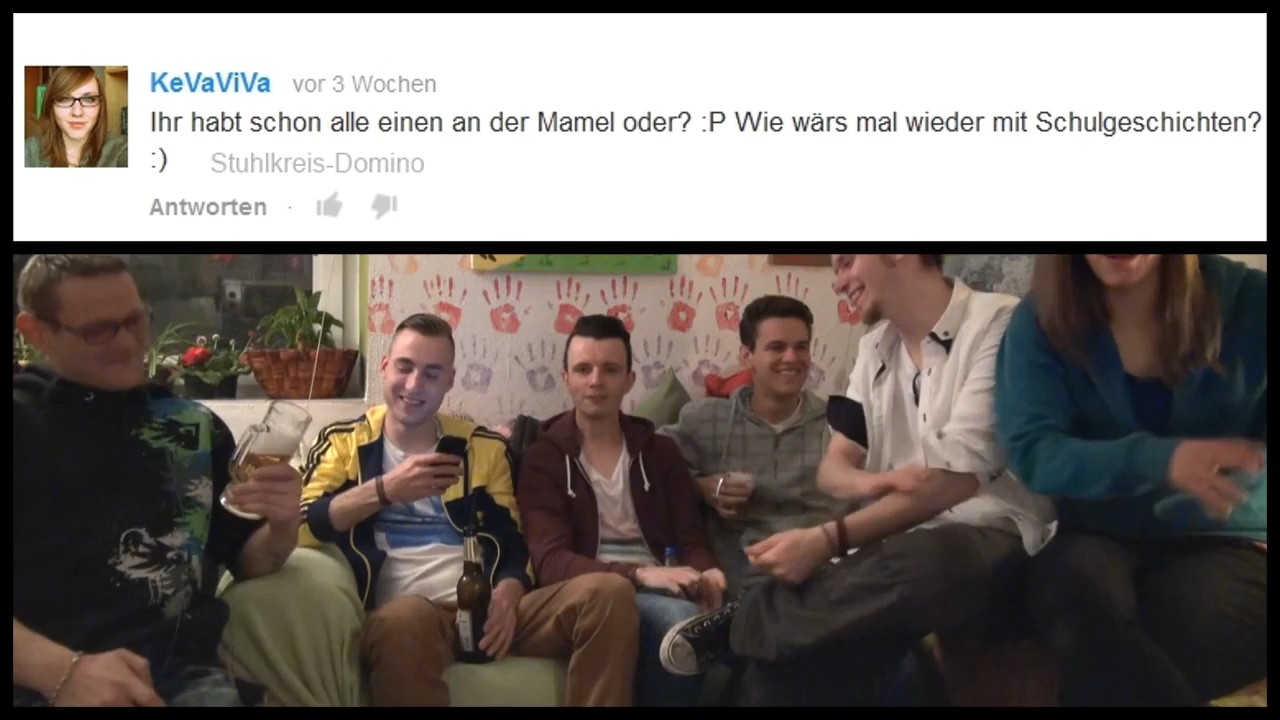 KeVaViVa vor 3 Wochen
Ihr habt schon alle einen an der Mamel oder? :P Wie wärs mal wieder mit Schulgeschichten?
:) Stuhlkreis-Domino
Antworten ·